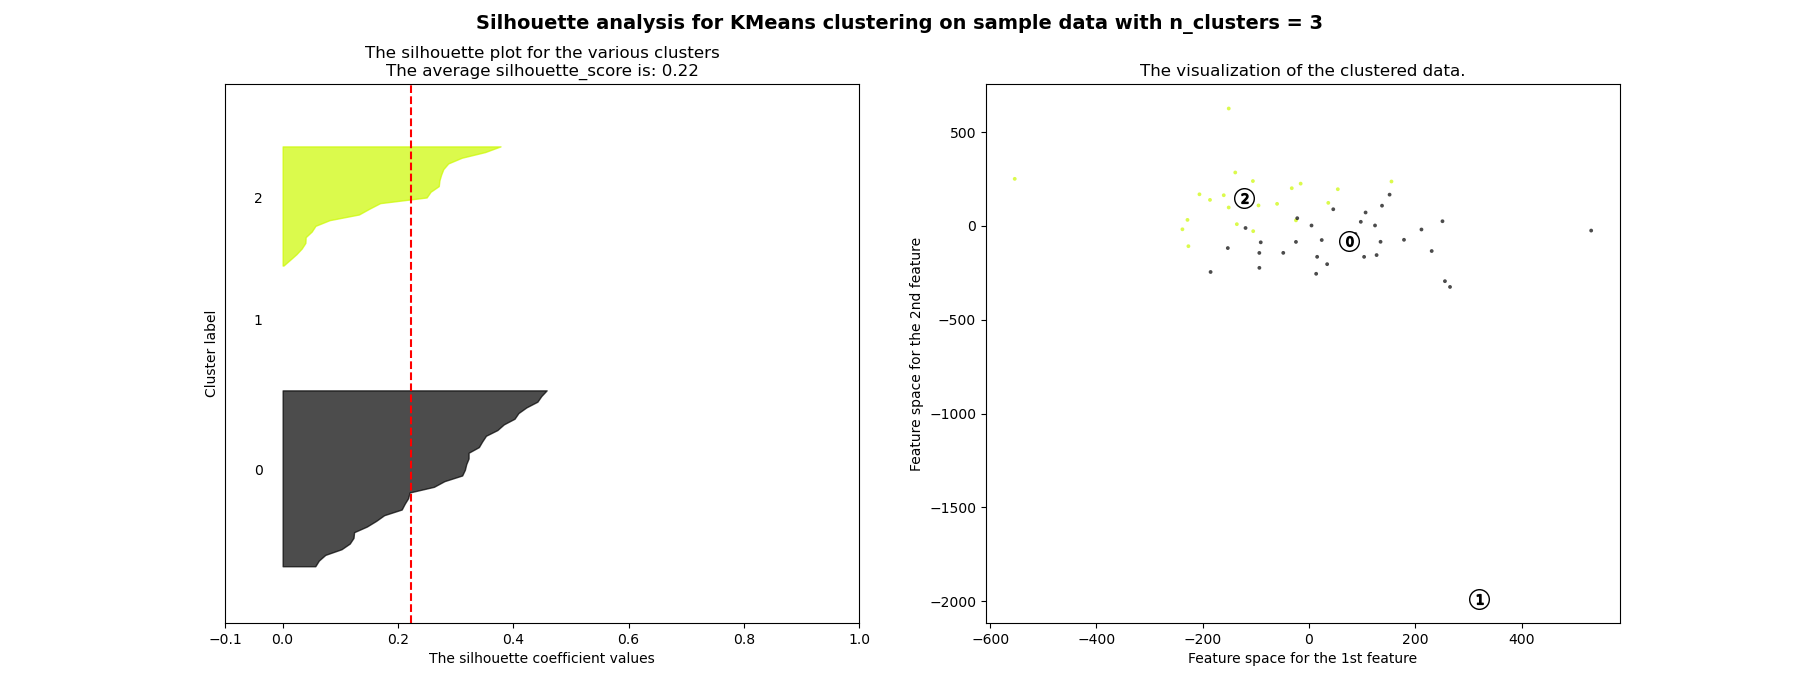 Silhouette analysis for KMeans clustering on sample data with n_clusters = 3
The silhouette plot for the various clusters
The average silhouette_score is: 0.22
2
1
0
Cluster label
−0.1 0.0 0.2 0.4 0.6 0.8 1.0
The silhouette coefficient values
The visualization of the clustered data.
500
0
−500
−1000
−1500
−2000
Feature space for the 2nd feature
2
0
1
−600 −400 −200 0 200 400
Feature space for the 1st feature